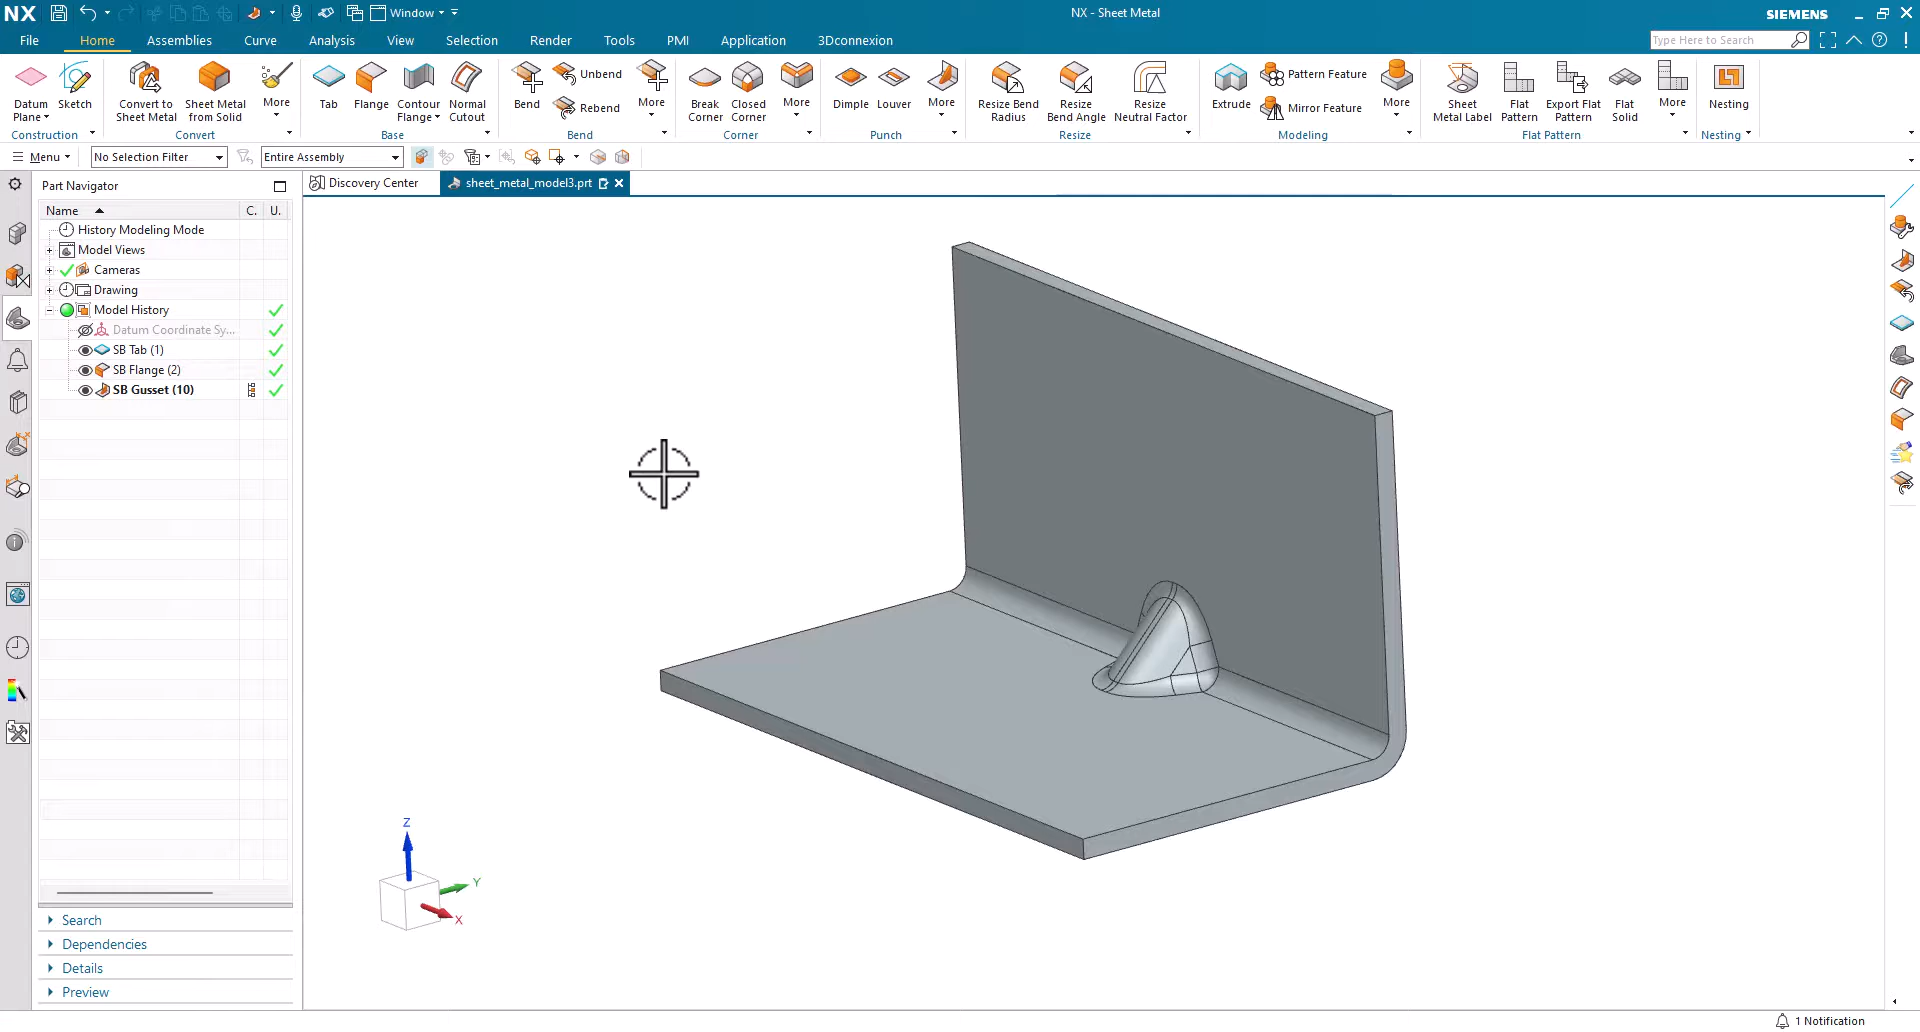 NX
Window
NX - Sheet Metal
SIEMENS
File
Home
Assemblies
Curve
Analysis
View
Selection
Render
Tools
PMI
Application
3Dconnexion
Type Here to Search
Datum
Plane
Sketch
Construction
Convert to
Sheet Metal
Sheet Metal
from Solid
More
Convert
Tab
Flange
Contour
Flange
Normal
Cutout
Base
Bend
Unbend
Rebend
More
Bend
Break
Corner
Closed
Corner
More
Corner
Dimple
Louver
More
Punch
Resize Bend
Radius
Resize
Bend Angle
Resize
Neutral Factor
Resize
Extrude
Pattern Feature
Mirror Feature
More
Modeling
Sheet
Metal Label
Flat
Pattern
Export Flat
Pattern
Flat
Solid
More
Flat Pattern
Nesting
Nesting
Menu
No Selection Filter
Entire Assembly
Part Navigator
Discovery Center
sheet_metal_model3.prt
Name
C.
U.
History Modeling Mode
Model Views
Cameras
Drawing
Model History
Datum Coordinate Sy...
SB Tab (1)
SB Flange (2)
SB Gusset (10)
Z
Y
X
Search
Dependencies
Details
Preview
1 Notification